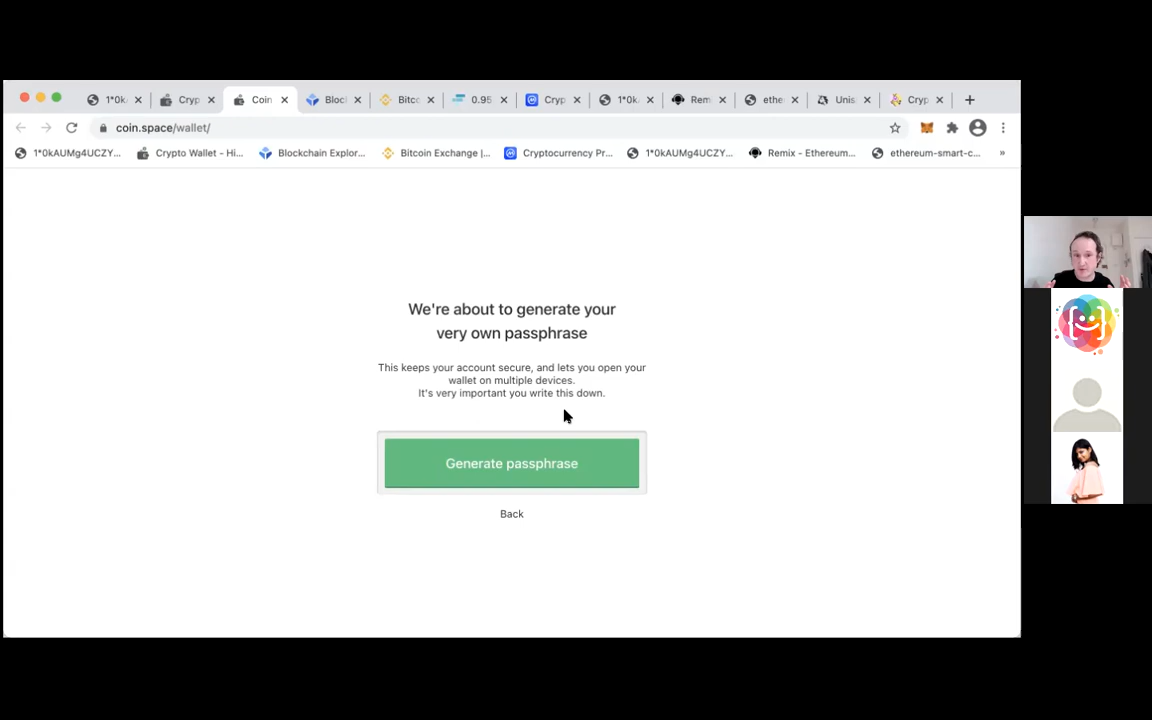 1*0k
Cryp
Coin
Block
Bitco
0.95
Cryp
1*0k
Rem
ethe
Unis
Cryp
coin.space/wallet/
1*0kAUMg4UCZY...
Crypto Wallet - Hi...
Blockchain Explor...
Bitcoin Exchange |...
Cryptocurrency Pr...
1*0kAUMg4UCZY...
Remix - Ethereum...
ethereum-smart-c...
»
We're about to generate your
very own passphrase
This keeps your account secure, and lets you open your
wallet on multiple devices.
It's very important you write this down.
Generate passphrase
Back